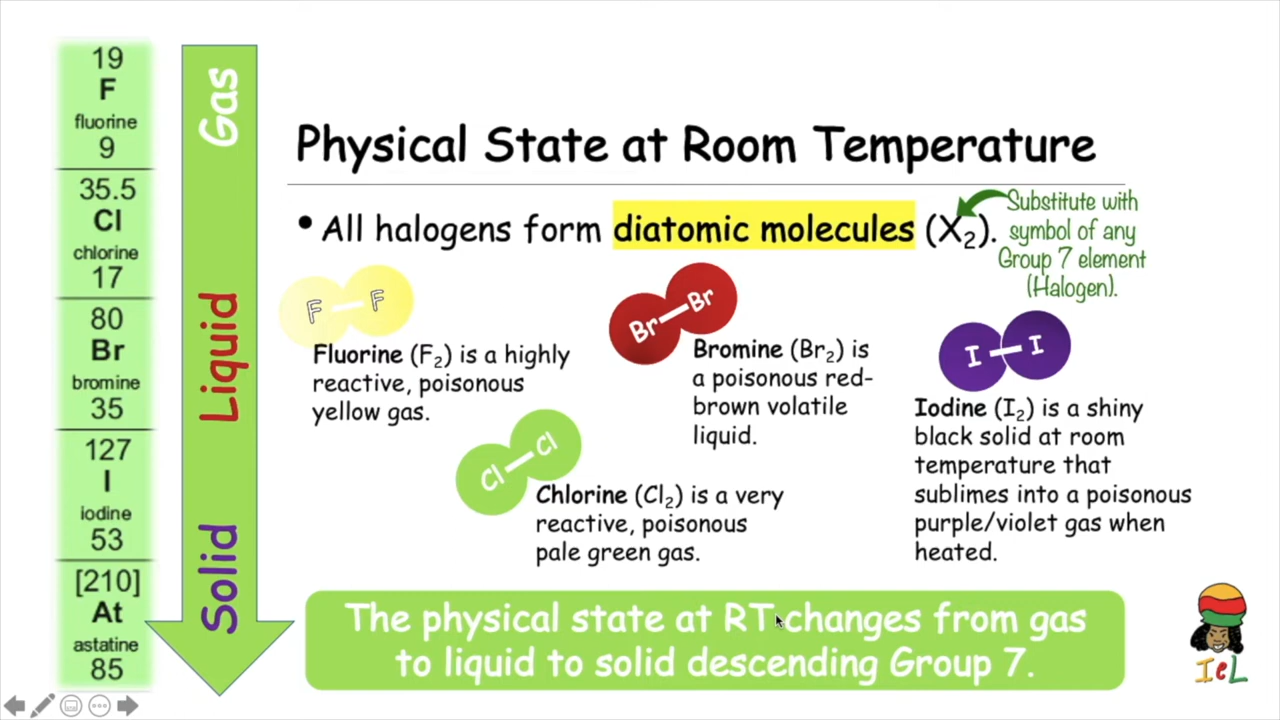 19
F
fluorine
9
35.5
Cl
chlorine
17
80
Br
bromine
35
127
I
iodine
53
[210]
At
astatine
85
Gas
Liquid
Solid
Physical State at Room Temperature
• All halogens form diatomic molecules (X₂).
Substitute with
symbol of any
Group 7 element
(Halogen).
F – F
Fluorine (F₂) is a highly
reactive, poisonous
yellow gas.
Cl – Cl
Chlorine (Cl₂) is a very
reactive, poisonous
pale green gas.
Br – Br
Bromine (Br₂) is
a poisonous red-
brown volatile
liquid.
I – I
Iodine (I₂) is a shiny
black solid at room
temperature that
sublimes into a poisonous
purple/violet gas when
heated.
The physical state at RT changes from gas
to liquid to solid descending Group 7.
IeL